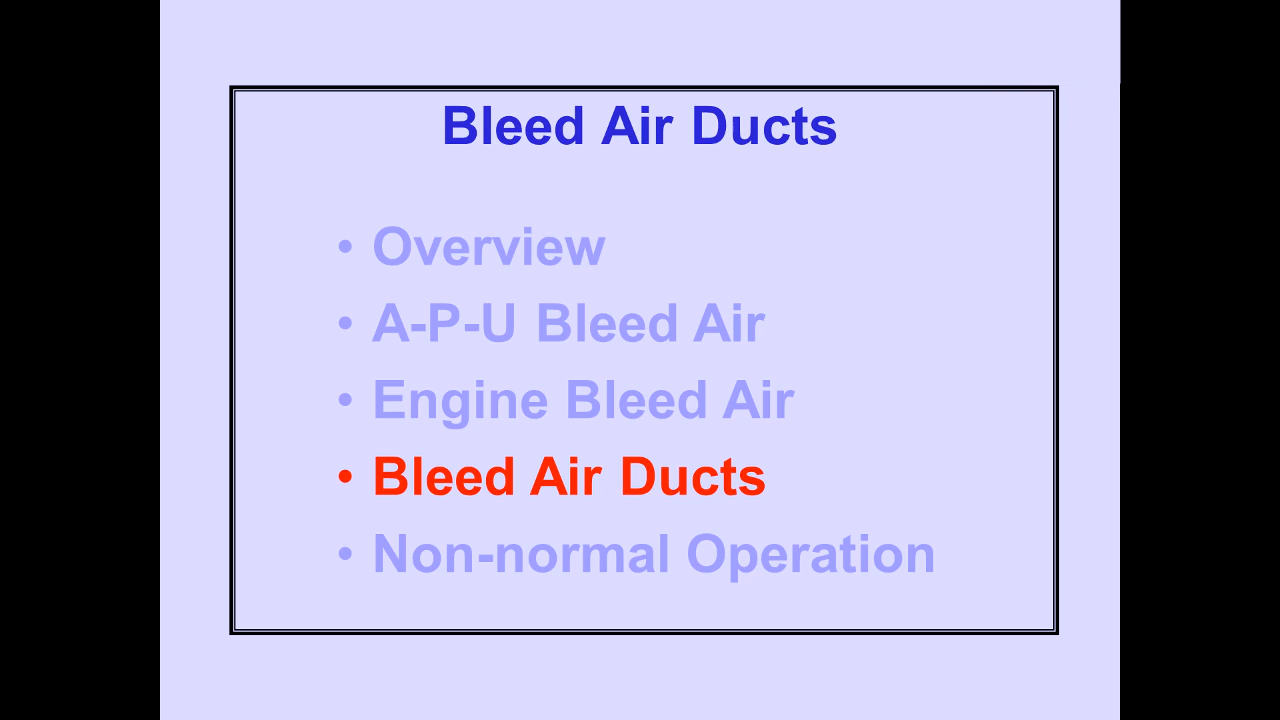 Bleed Air Ducts
• Overview
• A-P-U Bleed Air
• Engine Bleed Air
• Bleed Air Ducts
• Non-normal Operation